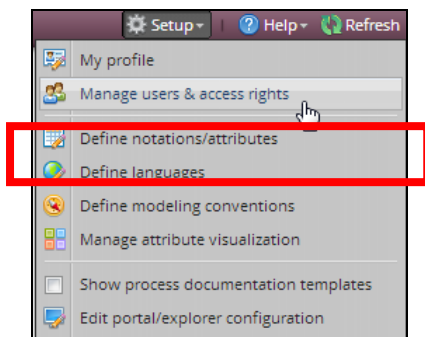 Setup Help Refresh
My profile
Manage users & access rights
Define notations/attributes
Define languages
Define modeling conventions
Manage attribute visualization
Show process documentation templates
Edit portal/explorer configuration